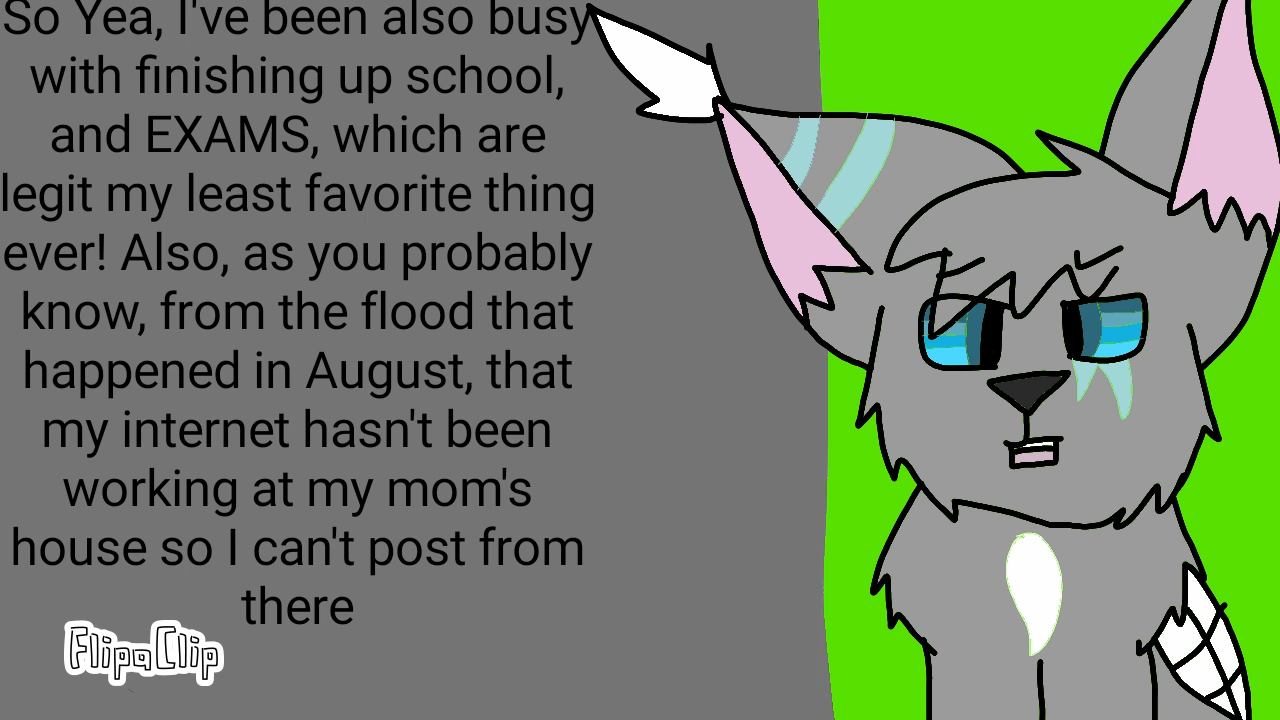 So Yea, I've been also busy
with finishing up school,
and EXAMS, which are
legit my least favorite thing
ever! Also, as you probably
know, from the flood that
happened in August, that
my internet hasn't been
working at my mom's
house so I can't post from
there
FlipaClip